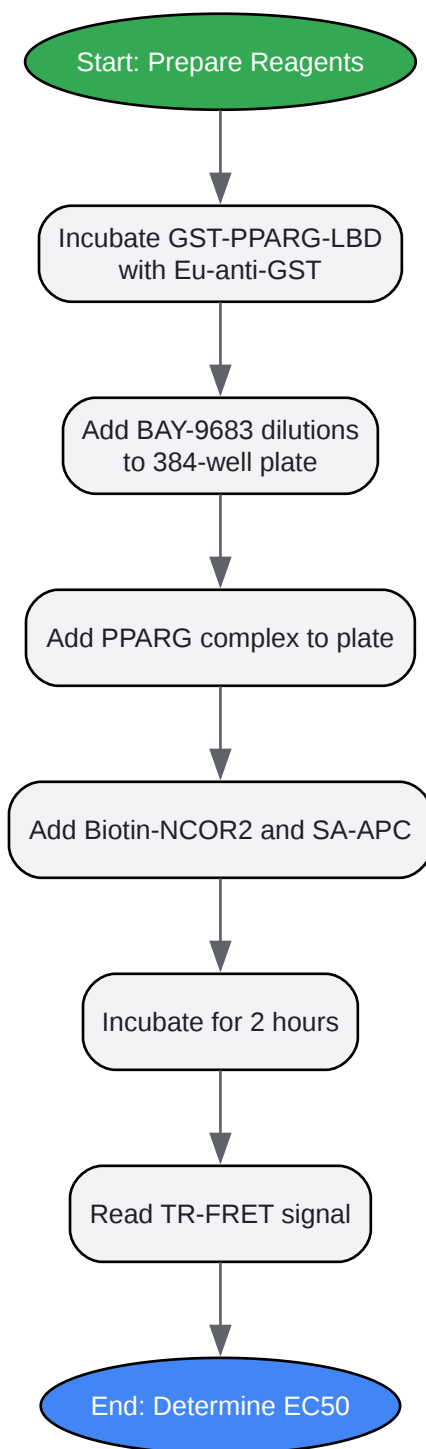 Start: Prepare Reagents
Incubate GST-PPARG-LBD
with Eu-anti-GST
Add BAY-9683 dilutions
to 384-well plate
Add PPARG complex to plate
Add Biotin-NCOR2 and SA-APC
Incubate for 2 hours
Read TR-FRET signal
End: Determine EC50